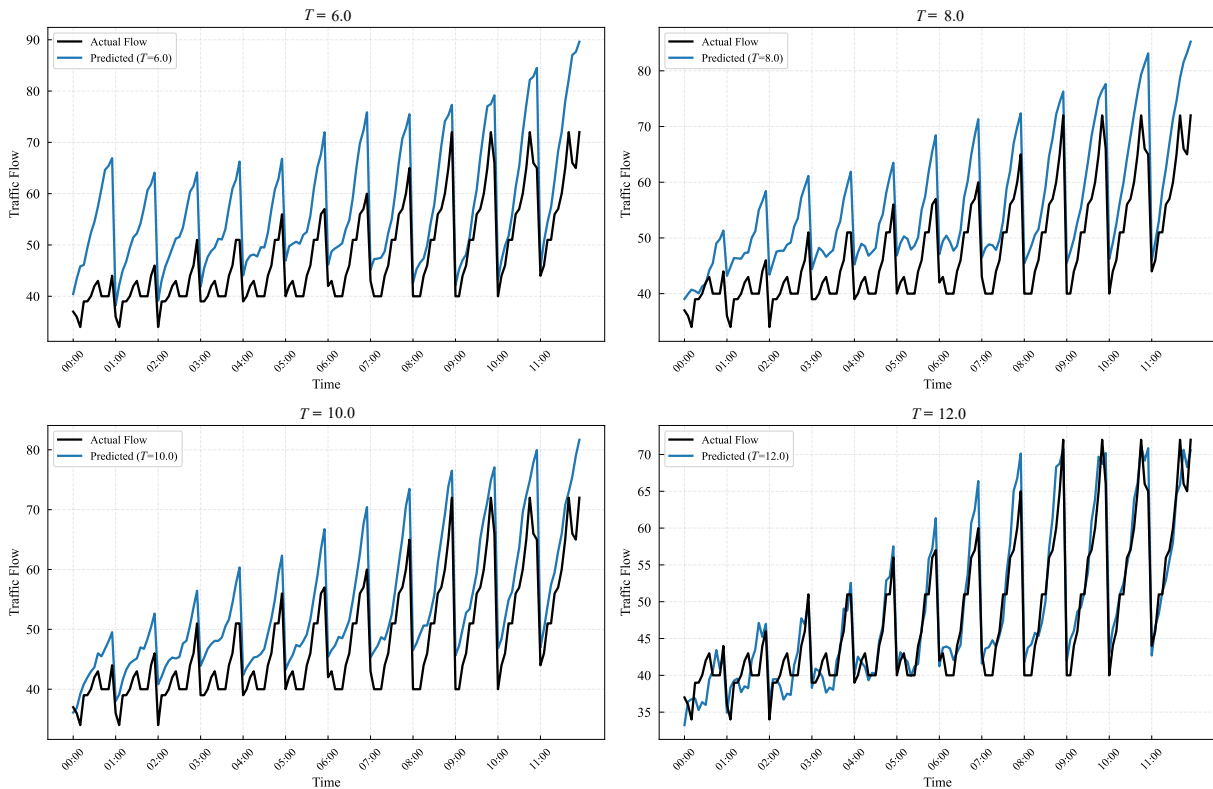 T = 6.0
Actual Flow
Predicted (T=6.0)
90
80
70
60
50
40
Traffic Flow
00:00 01:00 02:00 03:00 04:00 05:00 06:00 07:00 08:00 09:00 10:00 11:00
Time
T = 8.0
Actual Flow
Predicted (T=8.0)
80
70
60
50
40
Traffic Flow
00:00 01:00 02:00 03:00 04:00 05:00 06:00 07:00 08:00 09:00 10:00 11:00
Time
T = 10.0
Actual Flow
Predicted (T=10.0)
80
70
60
50
40
Traffic Flow
00:00 01:00 02:00 03:00 04:00 05:00 06:00 07:00 08:00 09:00 10:00 11:00
Time
T = 12.0
Actual Flow
Predicted (T=12.0)
70
65
60
55
50
45
40
35
Traffic Flow
00:00 01:00 02:00 03:00 04:00 05:00 06:00 07:00 08:00 09:00 10:00 11:00
Time